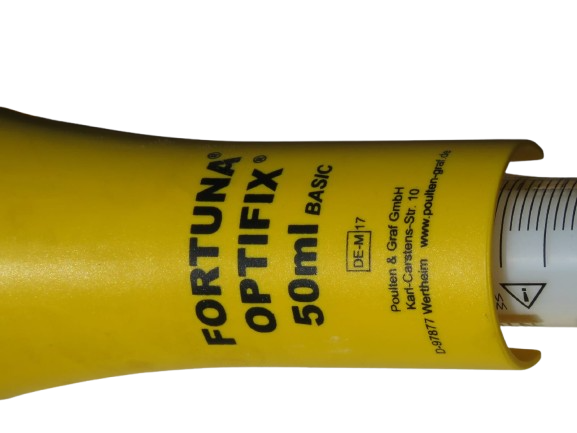 FORTUNA®
OPTIFIX®
50ml BASIC
DE-M 17
Poulten & Graf GmbH
Karl-Carstens-Str. 10
D-97877 Wertheim www.poulten-graf.de